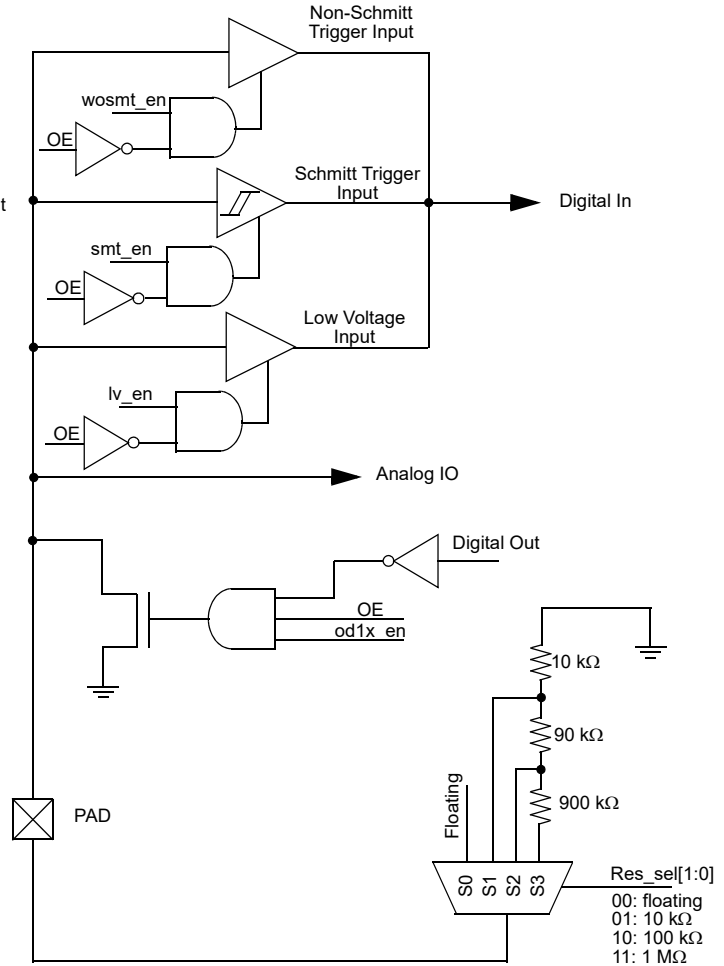 Non-Schmitt
Trigger Input
wosmt_en
OE
Schmitt Trigger
Input
Digital In
t
smt_en
OE
Low Voltage
Input
lv_en
OE
Analog IO
Digital Out
OE
od1x_en
10 kΩ
90 kΩ
900 kΩ
Floating
PAD
S0
S1
S2
S3
Res_sel[1:0]
00: floating
01: 10 kΩ
10: 100 kΩ
11: 1 MΩ